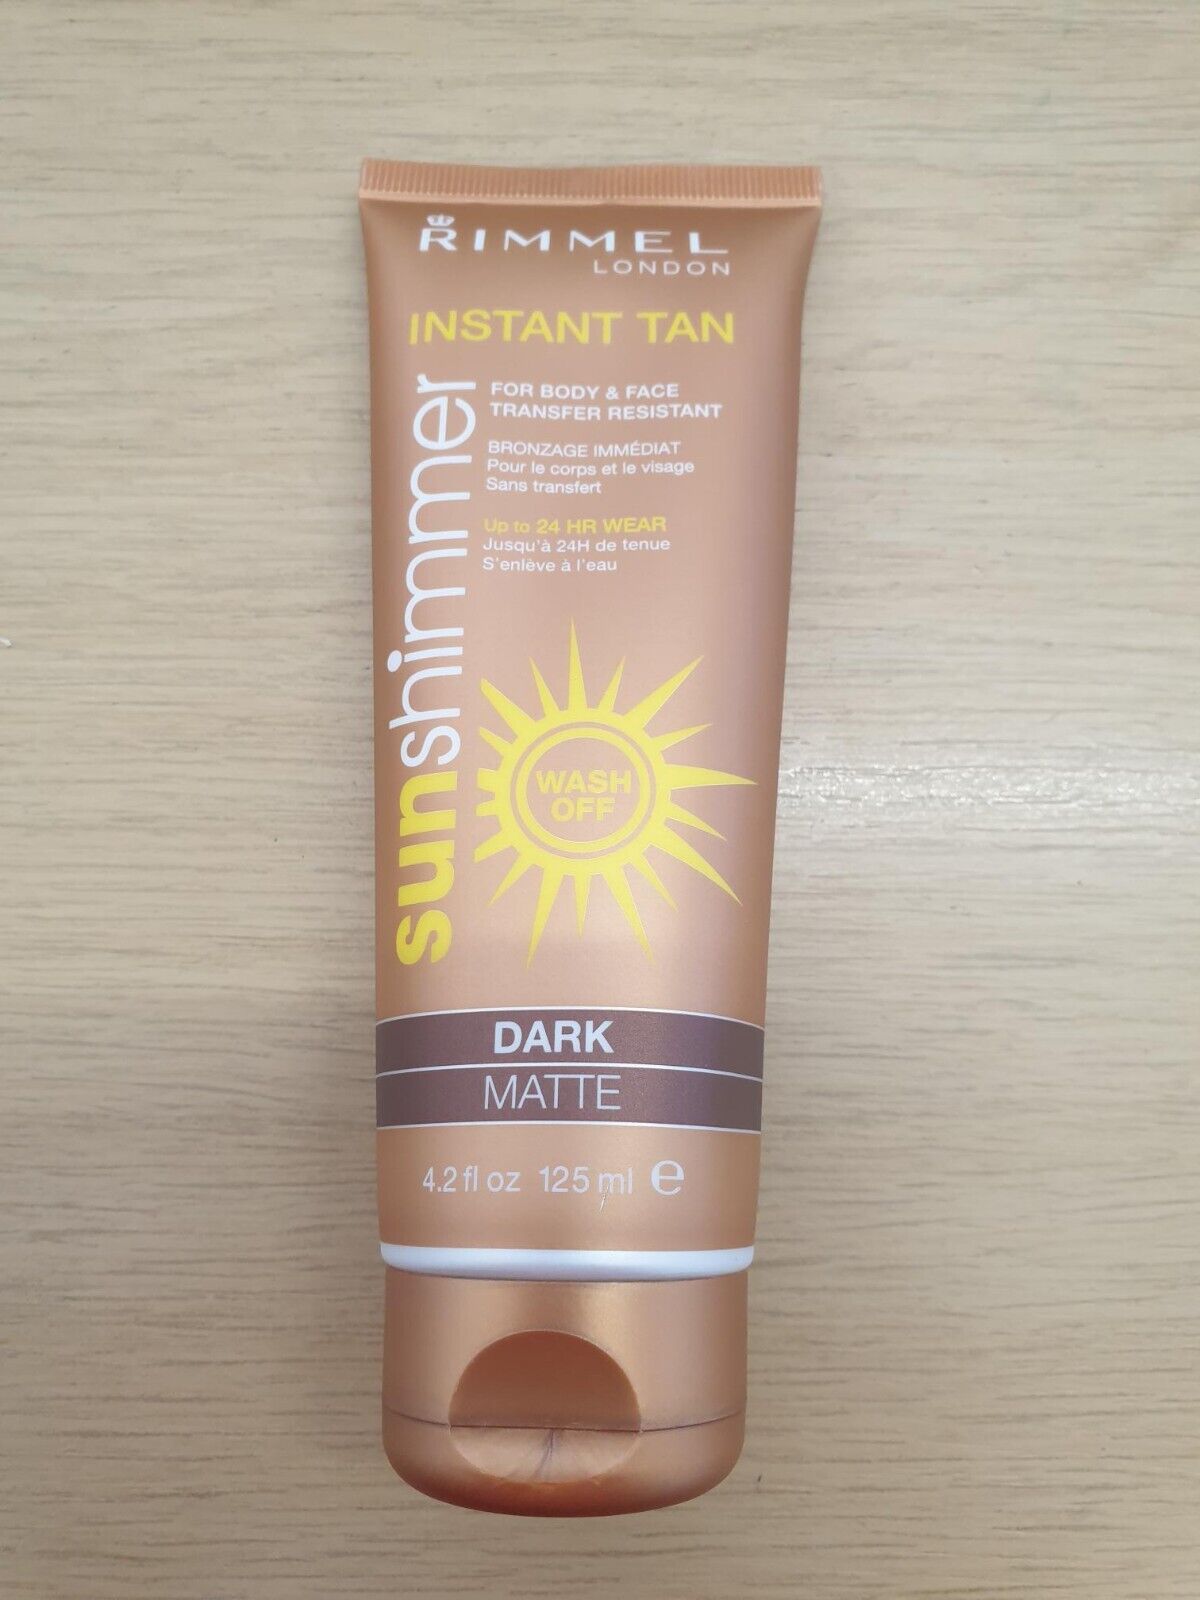 RIMMEL
LONDON
INSTANT TAN
sunshimmer
FOR BODY & FACE
TRANSFER RESISTANT
BRONZAGE IMMÉDIAT
Pour le corps et le visage
Sans transfert
Up to 24 HR WEAR
Jusqu'à 24H de tenue
S'enlève à l'eau
WASH
OFF
DARK
MATTE
4.2 fl oz 125 ml e